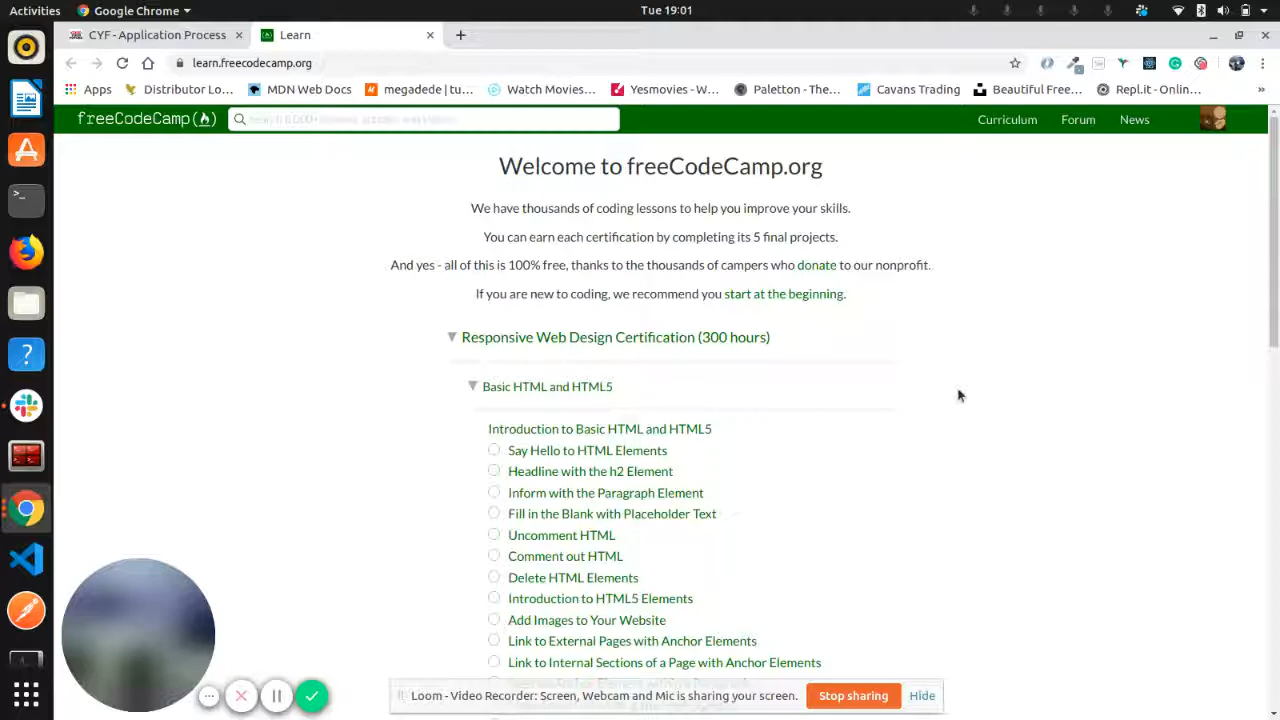 Activities Google Chrome Tue 19:01
CYF - Application Process Learn
learn.freecodecamp.org
Apps Distributor Lo... MDN Web Docs megadede | tu... Watch Movies... Yesmovies - We... Paletton - The... Cavans Trading Beautiful Free... Repl.it - Onlin...
freeCodeCamp Curriculum Forum News
Welcome to freeCodeCamp.org
We have thousands of coding lessons to help you improve your skills.
You can earn each certification by completing its 5 final projects.
And yes - all of this is 100% free, thanks to the thousands of campers who donate to our nonprofit.
If you are new to coding, we recommend you start at the beginning.
Responsive Web Design Certification (300 hours)
Basic HTML and HTML5
Introduction to Basic HTML and HTML5
Say Hello to HTML Elements
Headline with the h2 Element
Inform with the Paragraph Element
Fill in the Blank with Placeholder Text
Uncomment HTML
Comment out HTML
Delete HTML Elements
Introduction to HTML5 Elements
Add Images to Your Website
Link to External Pages with Anchor Elements
Link to Internal Sections of a Page with Anchor Elements
Loom - Video Recorder: Screen, Webcam and Mic is sharing your screen. Stop sharing Hide